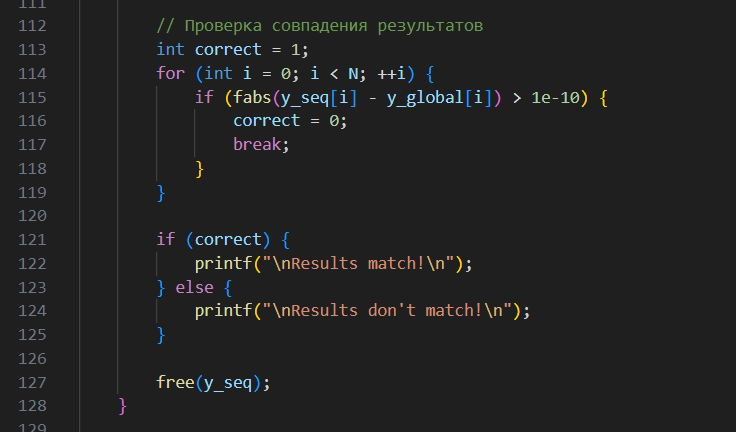 111
112 // Проверка совпадения результатов
113 int correct = 1;
114 for (int i = 0; i < N; ++i) {
115 if (fabs(y_seq[i] - y_global[i]) > 1e-10) {
116 correct = 0;
117 break;
118 }
119 }
120
121 if (correct) {
122 printf("\nResults match!\n");
123 } else {
124 printf("\nResults don't match!\n");
125 }
126
127 free(y_seq);
128 }
129